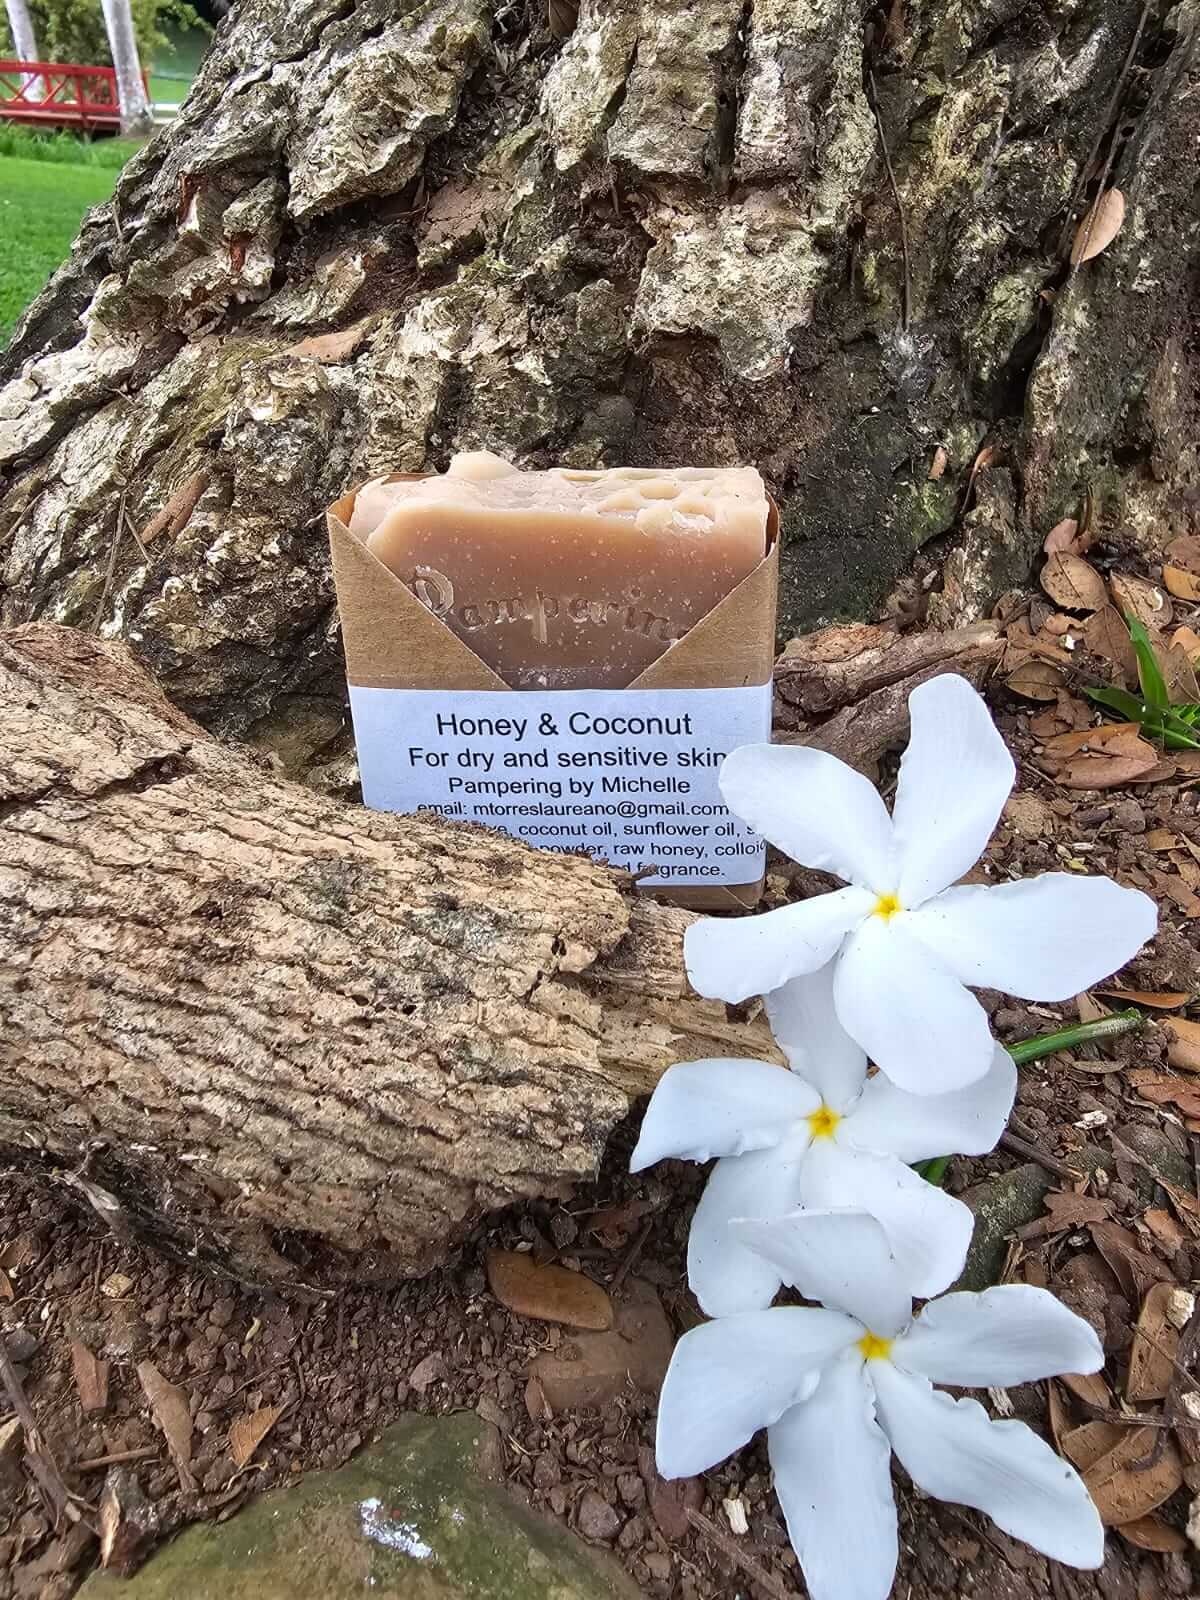 Pamperin
Honey & Coconut
For dry and sensitive skin
Pampering by Michelle
email: mtorreslaureano@gmail.com
coconut oil, sunflower oil,
powder, raw honey,
fragrance.